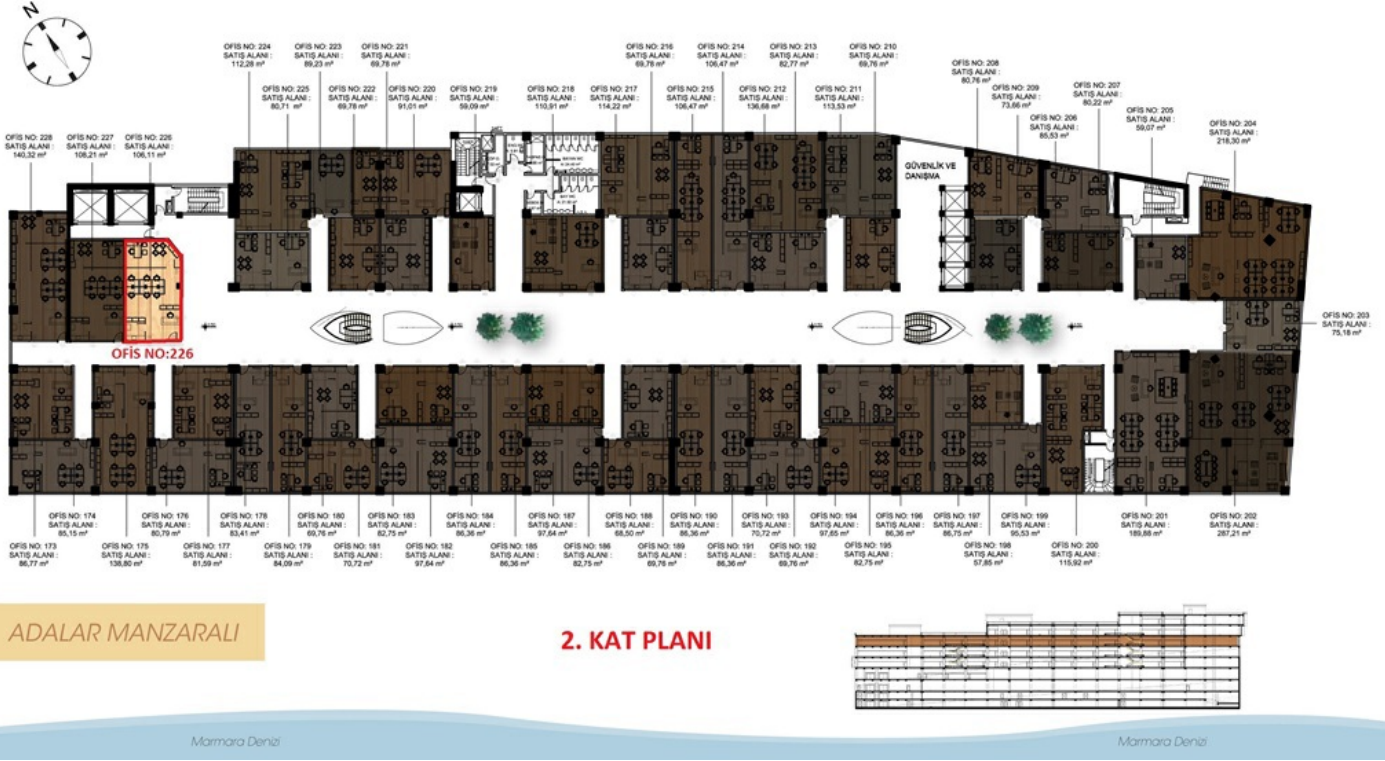 N
OFİS NO: 224
SATIŞ ALANI :
112,28 m²
OFİS NO: 223
SATIŞ ALANI :
89,23 m²
OFİS NO: 221
SATIŞ ALANI :
69,78 m²
OFİS NO: 216
SATIŞ ALANI :
69,78 m²
OFİS NO: 214
SATIŞ ALANI :
106,47 m²
OFİS NO: 213
SATIŞ ALANI :
82,77 m²
OFİS NO: 210
SATIŞ ALANI :
69,76 m²
OFİS NO: 208
SATIŞ ALANI :
80,76 m²
OFİS NO: 225
SATIŞ ALANI :
80,71 m²
OFİS NO: 222
SATIŞ ALANI :
69,78 m²
OFİS NO: 220
SATIŞ ALANI :
91,01 m²
OFİS NO: 219
SATIŞ ALANI :
59,09 m²
OFİS NO: 218
SATIŞ ALANI :
110,91 m²
OFİS NO: 217
SATIŞ ALANI :
114,22 m²
OFİS NO: 215
SATIŞ ALANI :
106,47 m²
OFİS NO: 212
SATIŞ ALANI :
136,68 m²
OFİS NO: 211
SATIŞ ALANI :
113,53 m²
OFİS NO: 209
SATIŞ ALANI :
73,66 m²
OFİS NO: 207
SATIŞ ALANI :
80,22 m²
OFİS NO: 206
SATIŞ ALANI :
85,53 m²
OFİS NO: 205
SATIŞ ALANI :
59,07 m²
OFİS NO: 204
SATIŞ ALANI :
218,30 m²
OFİS NO: 228
SATIŞ ALANI :
140,32 m²
OFİS NO: 227
SATIŞ ALANI :
108,21 m²
OFİS NO: 226
SATIŞ ALANI :
106,11 m²
GÜVENLİK VE
DANIŞMA
OFİS NO: 203
SATIŞ ALANI :
75,18 m²
OFİS NO:226
OFİS NO: 174
SATIŞ ALANI :
85,15 m²
OFİS NO: 176
SATIŞ ALANI :
80,79 m²
OFİS NO: 178
SATIŞ ALANI :
83,41 m²
OFİS NO: 180
SATIŞ ALANI :
69,76 m²
OFİS NO: 183
SATIŞ ALANI :
82,75 m²
OFİS NO: 184
SATIŞ ALANI :
86,36 m²
OFİS NO: 187
SATIŞ ALANI :
97,64 m²
OFİS NO: 188
SATIŞ ALANI :
68,50 m²
OFİS NO: 190
SATIŞ ALANI :
86,36 m²
OFİS NO: 193
SATIŞ ALANI :
70,72 m²
OFİS NO: 194
SATIŞ ALANI :
97,65 m²
OFİS NO: 196
SATIŞ ALANI :
86,36 m²
OFİS NO: 197
SATIŞ ALANI :
86,75 m²
OFİS NO: 199
SATIŞ ALANI :
95,53 m²
OFİS NO: 201
SATIŞ ALANI :
189,88 m²
OFİS NO: 202
SATIŞ ALANI :
287,21 m²
OFİS NO: 173
SATIŞ ALANI :
86,77 m²
OFİS NO: 175
SATIŞ ALANI :
138,80 m²
OFİS NO: 177
SATIŞ ALANI :
81,59 m²
OFİS NO: 179
SATIŞ ALANI :
84,09 m²
OFİS NO: 181
SATIŞ ALANI :
70,72 m²
OFİS NO: 182
SATIŞ ALANI :
97,64 m²
OFİS NO: 185
SATIŞ ALANI :
86,36 m²
OFİS NO: 186
SATIŞ ALANI :
82,75 m²
OFİS NO: 189
SATIŞ ALANI :
69,76 m²
OFİS NO: 191
SATIŞ ALANI :
86,36 m²
OFİS NO: 192
SATIŞ ALANI :
69,76 m²
OFİS NO: 195
SATIŞ ALANI :
82,75 m²
OFİS NO: 198
SATIŞ ALANI :
57,85 m²
OFİS NO: 200
SATIŞ ALANI :
115,92 m²
ADALAR MANZARALI
2. KAT PLANI
Marmara Denizi
Marmara Denizi